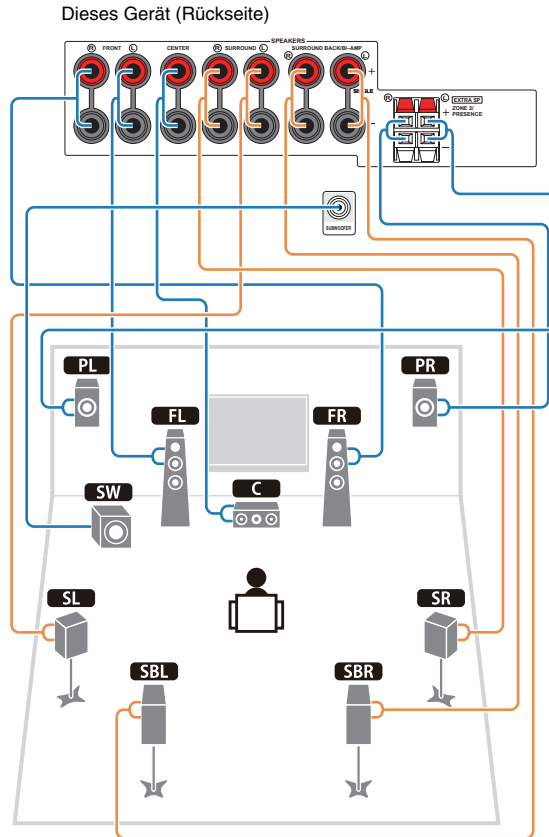 Dieses Gerät (Rückseite)
SPEAKERS
R FRONT L CENTER R SURROUND L SURROUND BACK/BI-AMP
R L
+
SINGLE
-
R L EXTRA SP
+ ZONE 2/
PRESENCE
-
SUBWOOFER
PL PR
FL FR
SW C
SL SR
SBL SBR